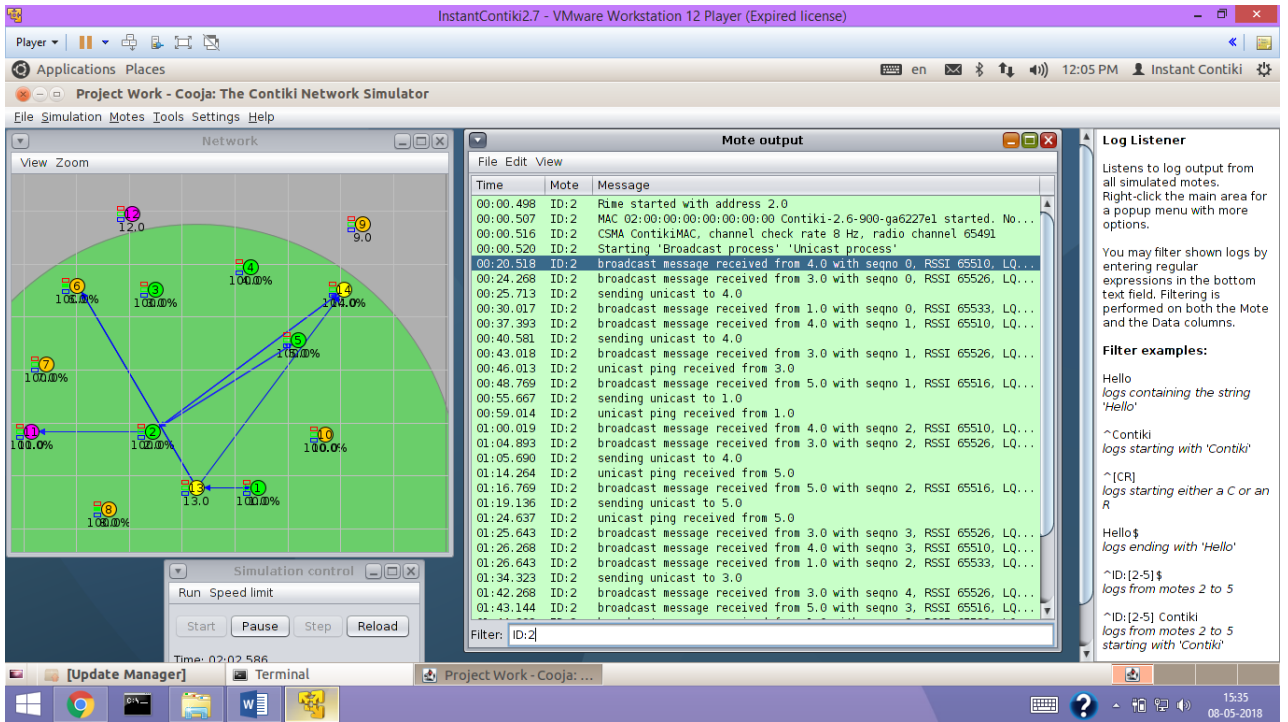 InstantContiki2.7 - VMware Workstation 12 Player (Expired license)
Player
Applications Places
en
12:05 PM
Instant Contiki
Project Work - Cooja: The Contiki Network Simulator
File Simulation Motes Tools Settings Help
Network
View Zoom
12
12.0
9
9.0
4
6
3
14
5
7
11
2
10
13
13.0
1
8
Simulation control
Run Speed limit
Start Pause Step Reload
Time: 02:02.586
Mote output
File Edit View
Time Mote Message
00:00.498 ID:2 Rime started with address 2.0
00:00.507 ID:2 MAC 02:00:00:00:00:00:00:00 Contiki-2.6-900-ga6227e1 started. No...
00:00.516 ID:2 CSMA ContikiMAC, channel check rate 8 Hz, radio channel 65491
00:00.520 ID:2 Starting 'Broadcast process' 'Unicast process'
00:20.518 ID:2 broadcast message received from 4.0 with seqno 0, RSSI 65510, LQ...
00:24.268 ID:2 broadcast message received from 3.0 with seqno 0, RSSI 65526, LQ...
00:25.713 ID:2 sending unicast to 4.0
00:30.017 ID:2 broadcast message received from 1.0 with seqno 0, RSSI 65533, LQ...
00:37.393 ID:2 broadcast message received from 4.0 with seqno 1, RSSI 65510, LQ...
00:40.581 ID:2 sending unicast to 4.0
00:43.018 ID:2 broadcast message received from 3.0 with seqno 1, RSSI 65526, LQ...
00:46.013 ID:2 unicast ping received from 3.0
00:48.769 ID:2 broadcast message received from 5.0 with seqno 1, RSSI 65516, LQ...
00:55.667 ID:2 sending unicast to 1.0
00:59.014 ID:2 unicast ping received from 1.0
01:00.019 ID:2 broadcast message received from 4.0 with seqno 2, RSSI 65510, LQ...
01:04.893 ID:2 broadcast message received from 3.0 with seqno 2, RSSI 65526, LQ...
01:05.690 ID:2 sending unicast to 4.0
01:14.264 ID:2 unicast ping received from 5.0
01:16.769 ID:2 broadcast message received from 5.0 with seqno 2, RSSI 65516, LQ...
01:19.136 ID:2 sending unicast to 5.0
01:24.637 ID:2 unicast ping received from 5.0
01:25.643 ID:2 broadcast message received from 3.0 with seqno 3, RSSI 65526, LQ...
01:26.268 ID:2 broadcast message received from 4.0 with seqno 3, RSSI 65510, LQ...
01:26.643 ID:2 broadcast message received from 1.0 with seqno 2, RSSI 65533, LQ...
01:34.323 ID:2 sending unicast to 3.0
01:42.268 ID:2 broadcast message received from 3.0 with seqno 4, RSSI 65526, LQ...
01:43.144 ID:2 broadcast message received from 5.0 with seqno 3, RSSI 65516, LQ...
Filter: ID:2
Log Listener
Listens to log output from
all simulated motes.
Right-click the main area for
a popup menu with more
options.
You may filter shown logs by
entering regular
expressions in the bottom
text field. Filtering is
performed on both the Mote
and the Data columns.
Filter examples:
Hello
logs containing the string
'Hello'
^Contiki
logs starting with 'Contiki'
^[CR]
logs starting either a C or an
R
Hello$
logs ending with 'Hello'
^ID:[2-5]$
logs from motes 2 to 5
^ID:[2-5] Contiki
logs from motes 2 to 5
starting with 'Contiki'
[Update Manager]
Terminal
Project Work - Cooja: ...
15:35
08-05-2018